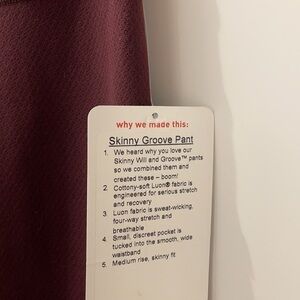 why we made this:
Skinny Groove Pant
1. We heard why you love our
Skinny Will and Groove™ pants
so we combined them and
created these – boom!
2. Cottony-soft Luon® fabric is
engineered for serious stretch
and recovery
3. Luon fabric is sweat-wicking,
four-way stretch and
breathable
4. Small, discreet pocket is
tucked into the smooth, wide
waistband
5. Medium rise, skinny fit